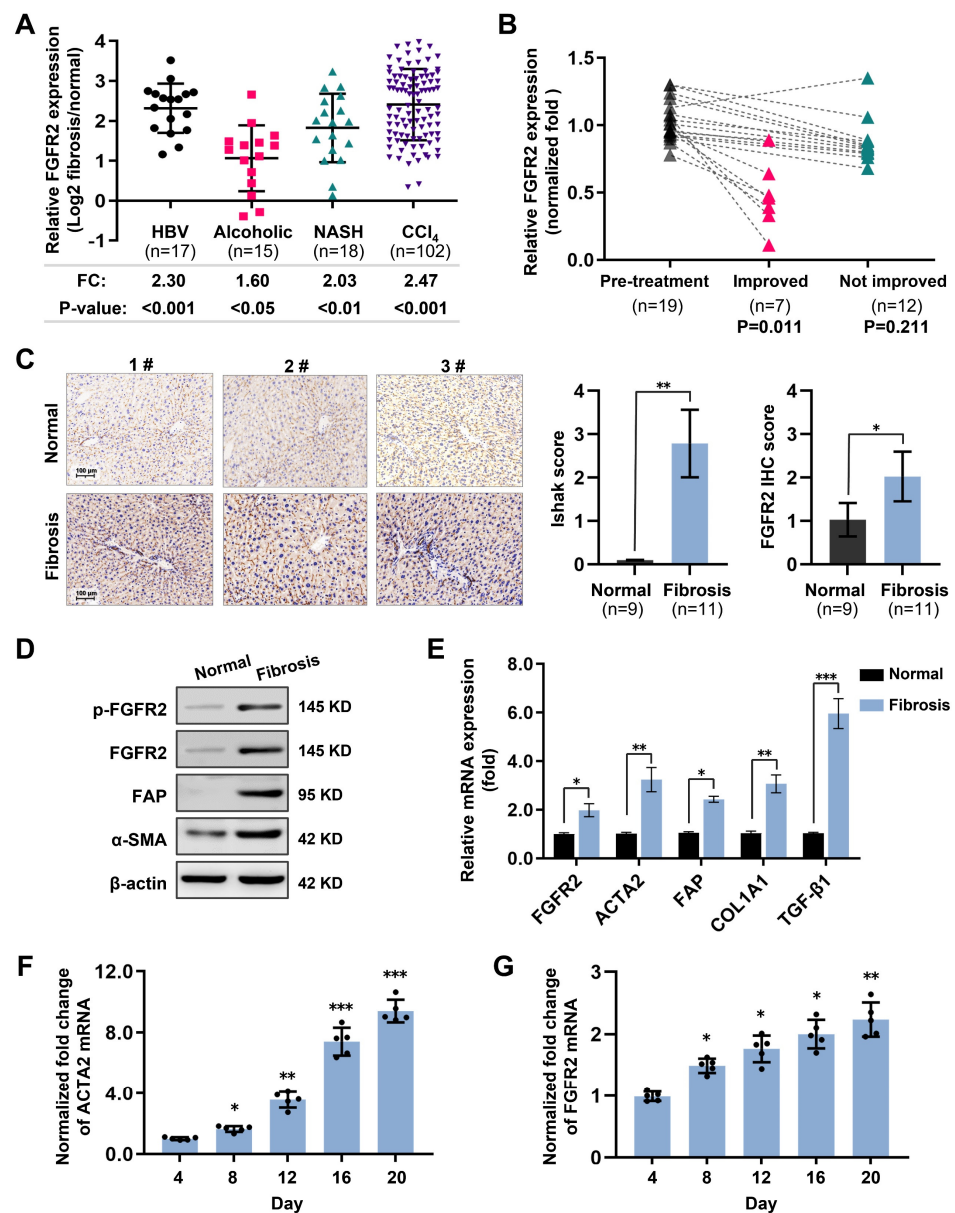 A
Relative FGFR2 expression
(Log2 fibrosis/normal)
4
3
2
1
0
-1
HBV
Alcoholic
NASH
CCl₄
(n=17)
(n=15)
(n=18)
(n=102)
FC:
2.30
1.60
2.03
2.47
P-value:
<0.001
<0.05
<0.01
<0.001
B
Relative FGFR2 expression
(normalized fold)
1.5
1.0
0.5
0.0
Pre-treatment
Improved
Not improved
(n=19)
(n=7)
(n=12)
P=0.011
P=0.211
C
1 #
2 #
3 #
Normal
Fibrosis
100 μm
100 μm
Ishak score
4
3
2
1
0
**
Normal
Fibrosis
(n=9)
(n=11)
FGFR2 IHC score
4
3
2
1
0
*
Normal
Fibrosis
(n=9)
(n=11)
D
Normal
Fibrosis
p-FGFR2
145 KD
FGFR2
145 KD
FAP
95 KD
α-SMA
42 KD
β-actin
42 KD
E
Relative mRNA expression
(fold)
8.0
6.0
4.0
2.0
0.0
*
**
*
**
***
Normal
Fibrosis
FGFR2
ACTA2
FAP
COL1A1
TGF-β1
F
Normalized fold change
of ACTA2 mRNA
12.0
8.0
4.0
0.0
*
**
***
***
4
8
12
16
20
Day
G
Normalized fold change
of FGFR2 mRNA
3
2
1
0
*
*
*
**
4
8
12
16
20
Day